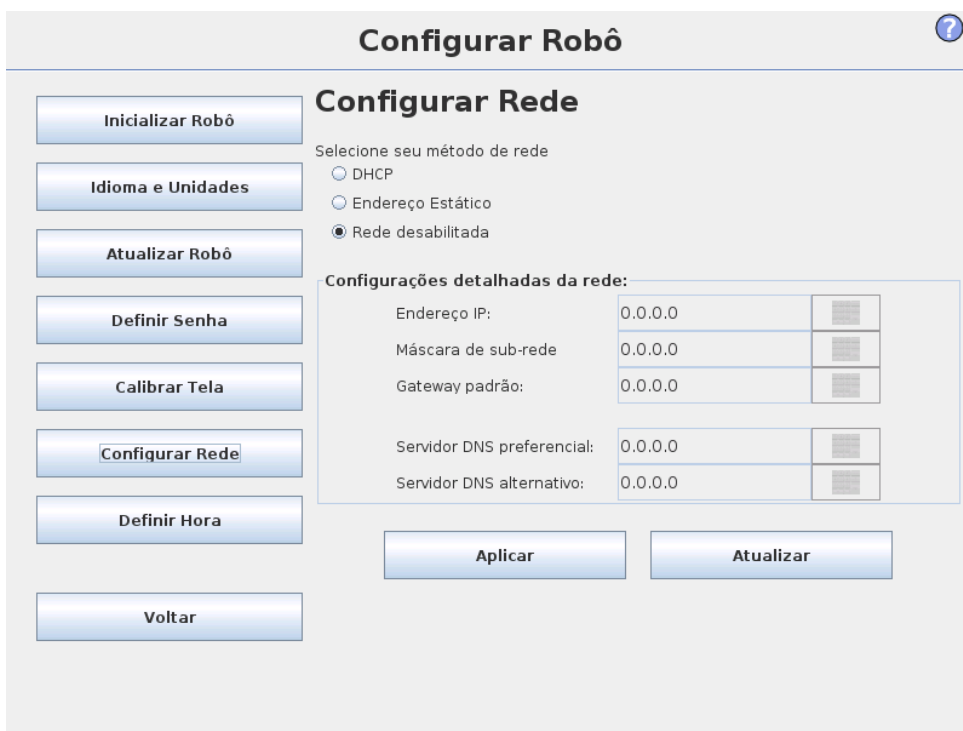 Configurar Robô
?
Inicializar Robô
Idioma e Unidades
Atualizar Robô
Definir Senha
Calibrar Tela
Configurar Rede
Definir Hora
Voltar
Configurar Rede
Selecione seu método de rede
DHCP
Endereço Estático
Rede desabilitada
Configurações detalhadas da rede:
Endereço IP: 0.0.0.0
Máscara de sub-rede 0.0.0.0
Gateway padrão: 0.0.0.0
Servidor DNS preferencial: 0.0.0.0
Servidor DNS alternativo: 0.0.0.0
Aplicar Atualizar